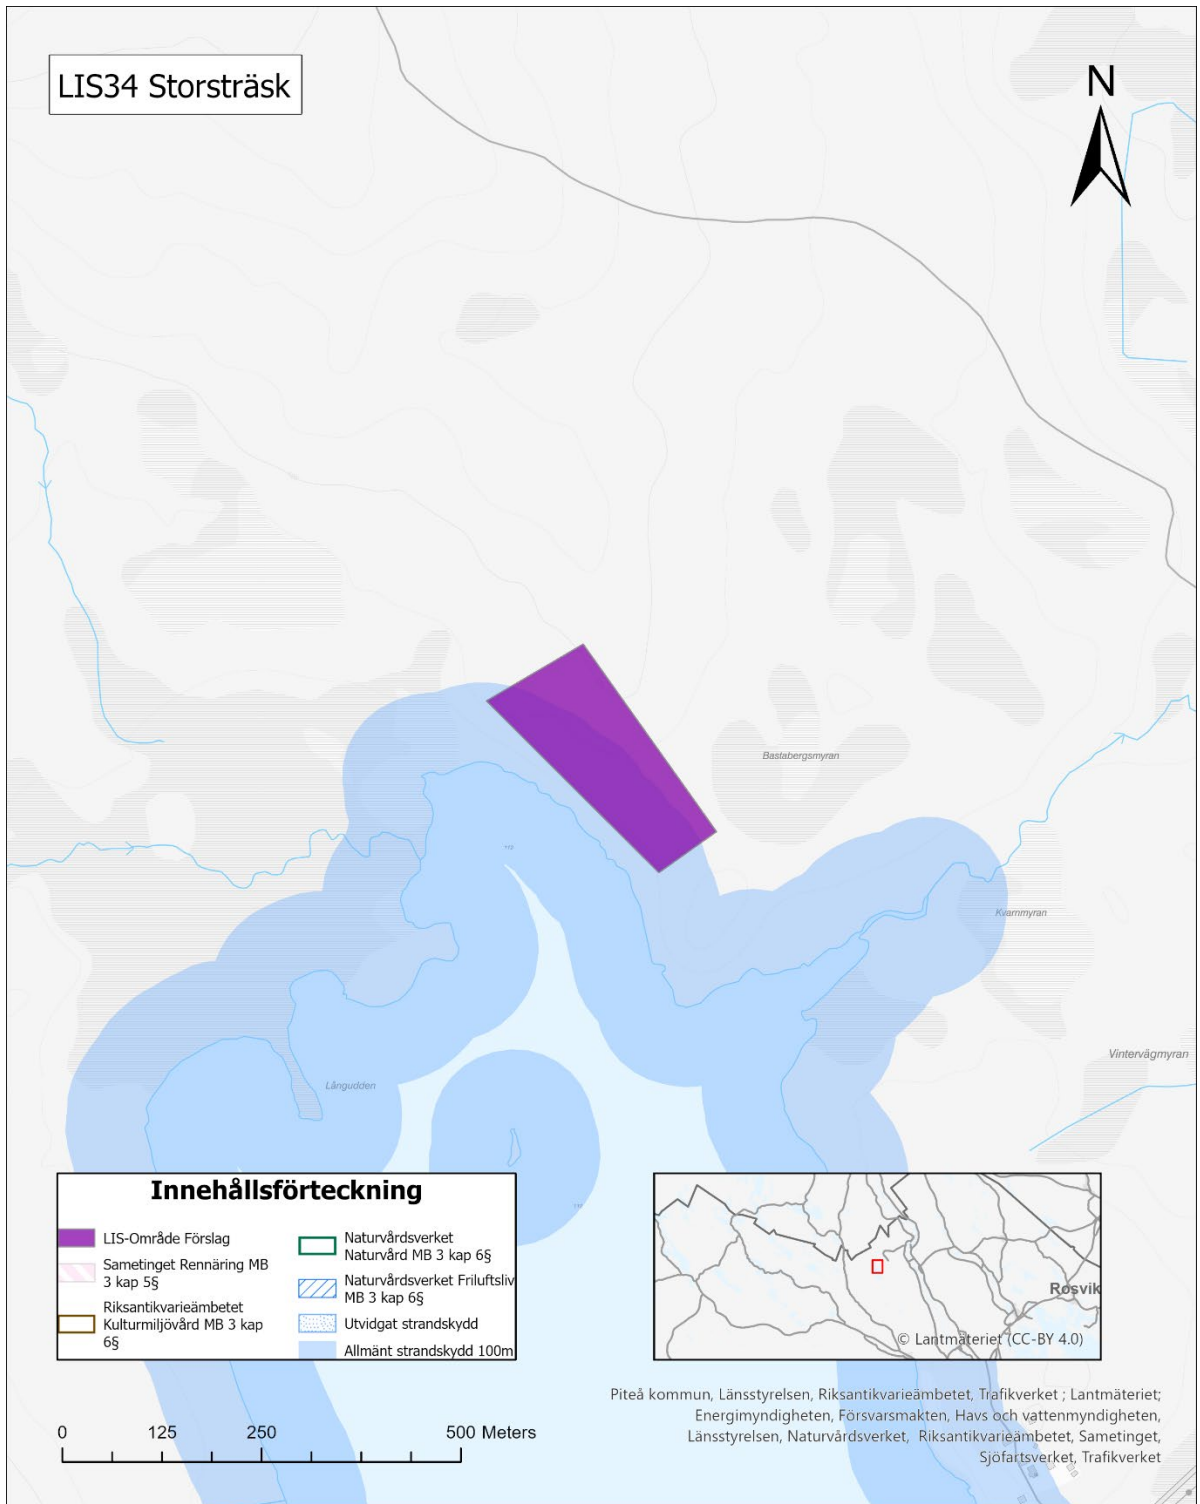 LIS34 Storsträsk
N
Bastabergsmyran
Kvarnmyran
Vintervägmyran
Långudden
Innehållsförteckning
LIS-Område Förslag
Sametinget Rennäring MB
3 kap 5§
Riksantikvarieämbetet
Kulturmiljövård MB 3 kap
6§
Naturvårdsverket
Naturvård MB 3 kap 6§
Naturvårdsverket Friluftsliv
MB 3 kap 6§
Utvidgat strandskydd
Allmänt strandskydd 100m
Rosvik
© Lantmäteriet (CC-BY 4.0)
0 125 250 500 Meters
Piteå kommun, Länsstyrelsen, Riksantikvarieämbetet, Trafikverket ; Lantmäteriet;
Energimyndigheten, Försvarsmakten, Havs och vattenmyndigheten,
Länsstyrelsen, Naturvårdsverket, Riksantikvarieämbetet, Sametinget,
Sjöfartsverket, Trafikverket